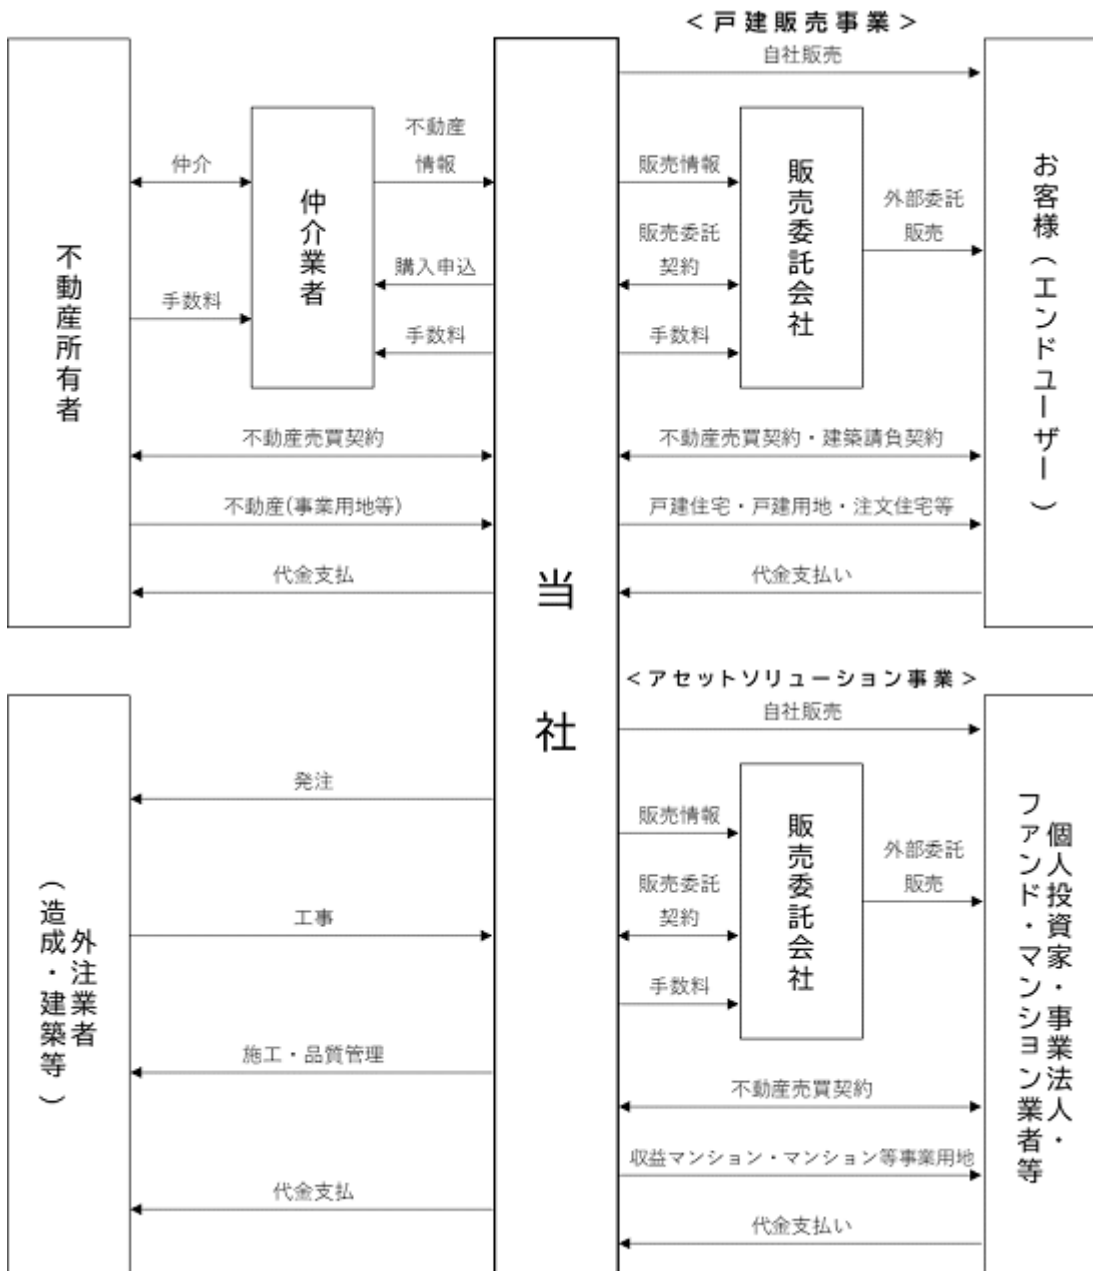 ＜戸建販売事業＞
自社販売
不動産所有者
仲介
手数料
仲介業者
不動産
情報
購入申込
手数料
不動産売買契約
不動産(事業用地等)
代金支払
当社
販売情報
販売委託
契約
手数料
販売委託会社
外部委託
販売
不動産売買契約・建築請負契約
戸建住宅・戸建用地・注文住宅等
代金支払い
お客様（エンドユーザー）
外注業者
（造成・建築等）
発注
工事
施工・品質管理
代金支払
＜アセットソリューション事業＞
自社販売
販売情報
販売委託
契約
手数料
販売委託会社
外部委託
販売
不動産売買契約
収益マンション・マンション等事業用地
代金支払い
個人投資家・事業法人・
ファンド・マンション業者等